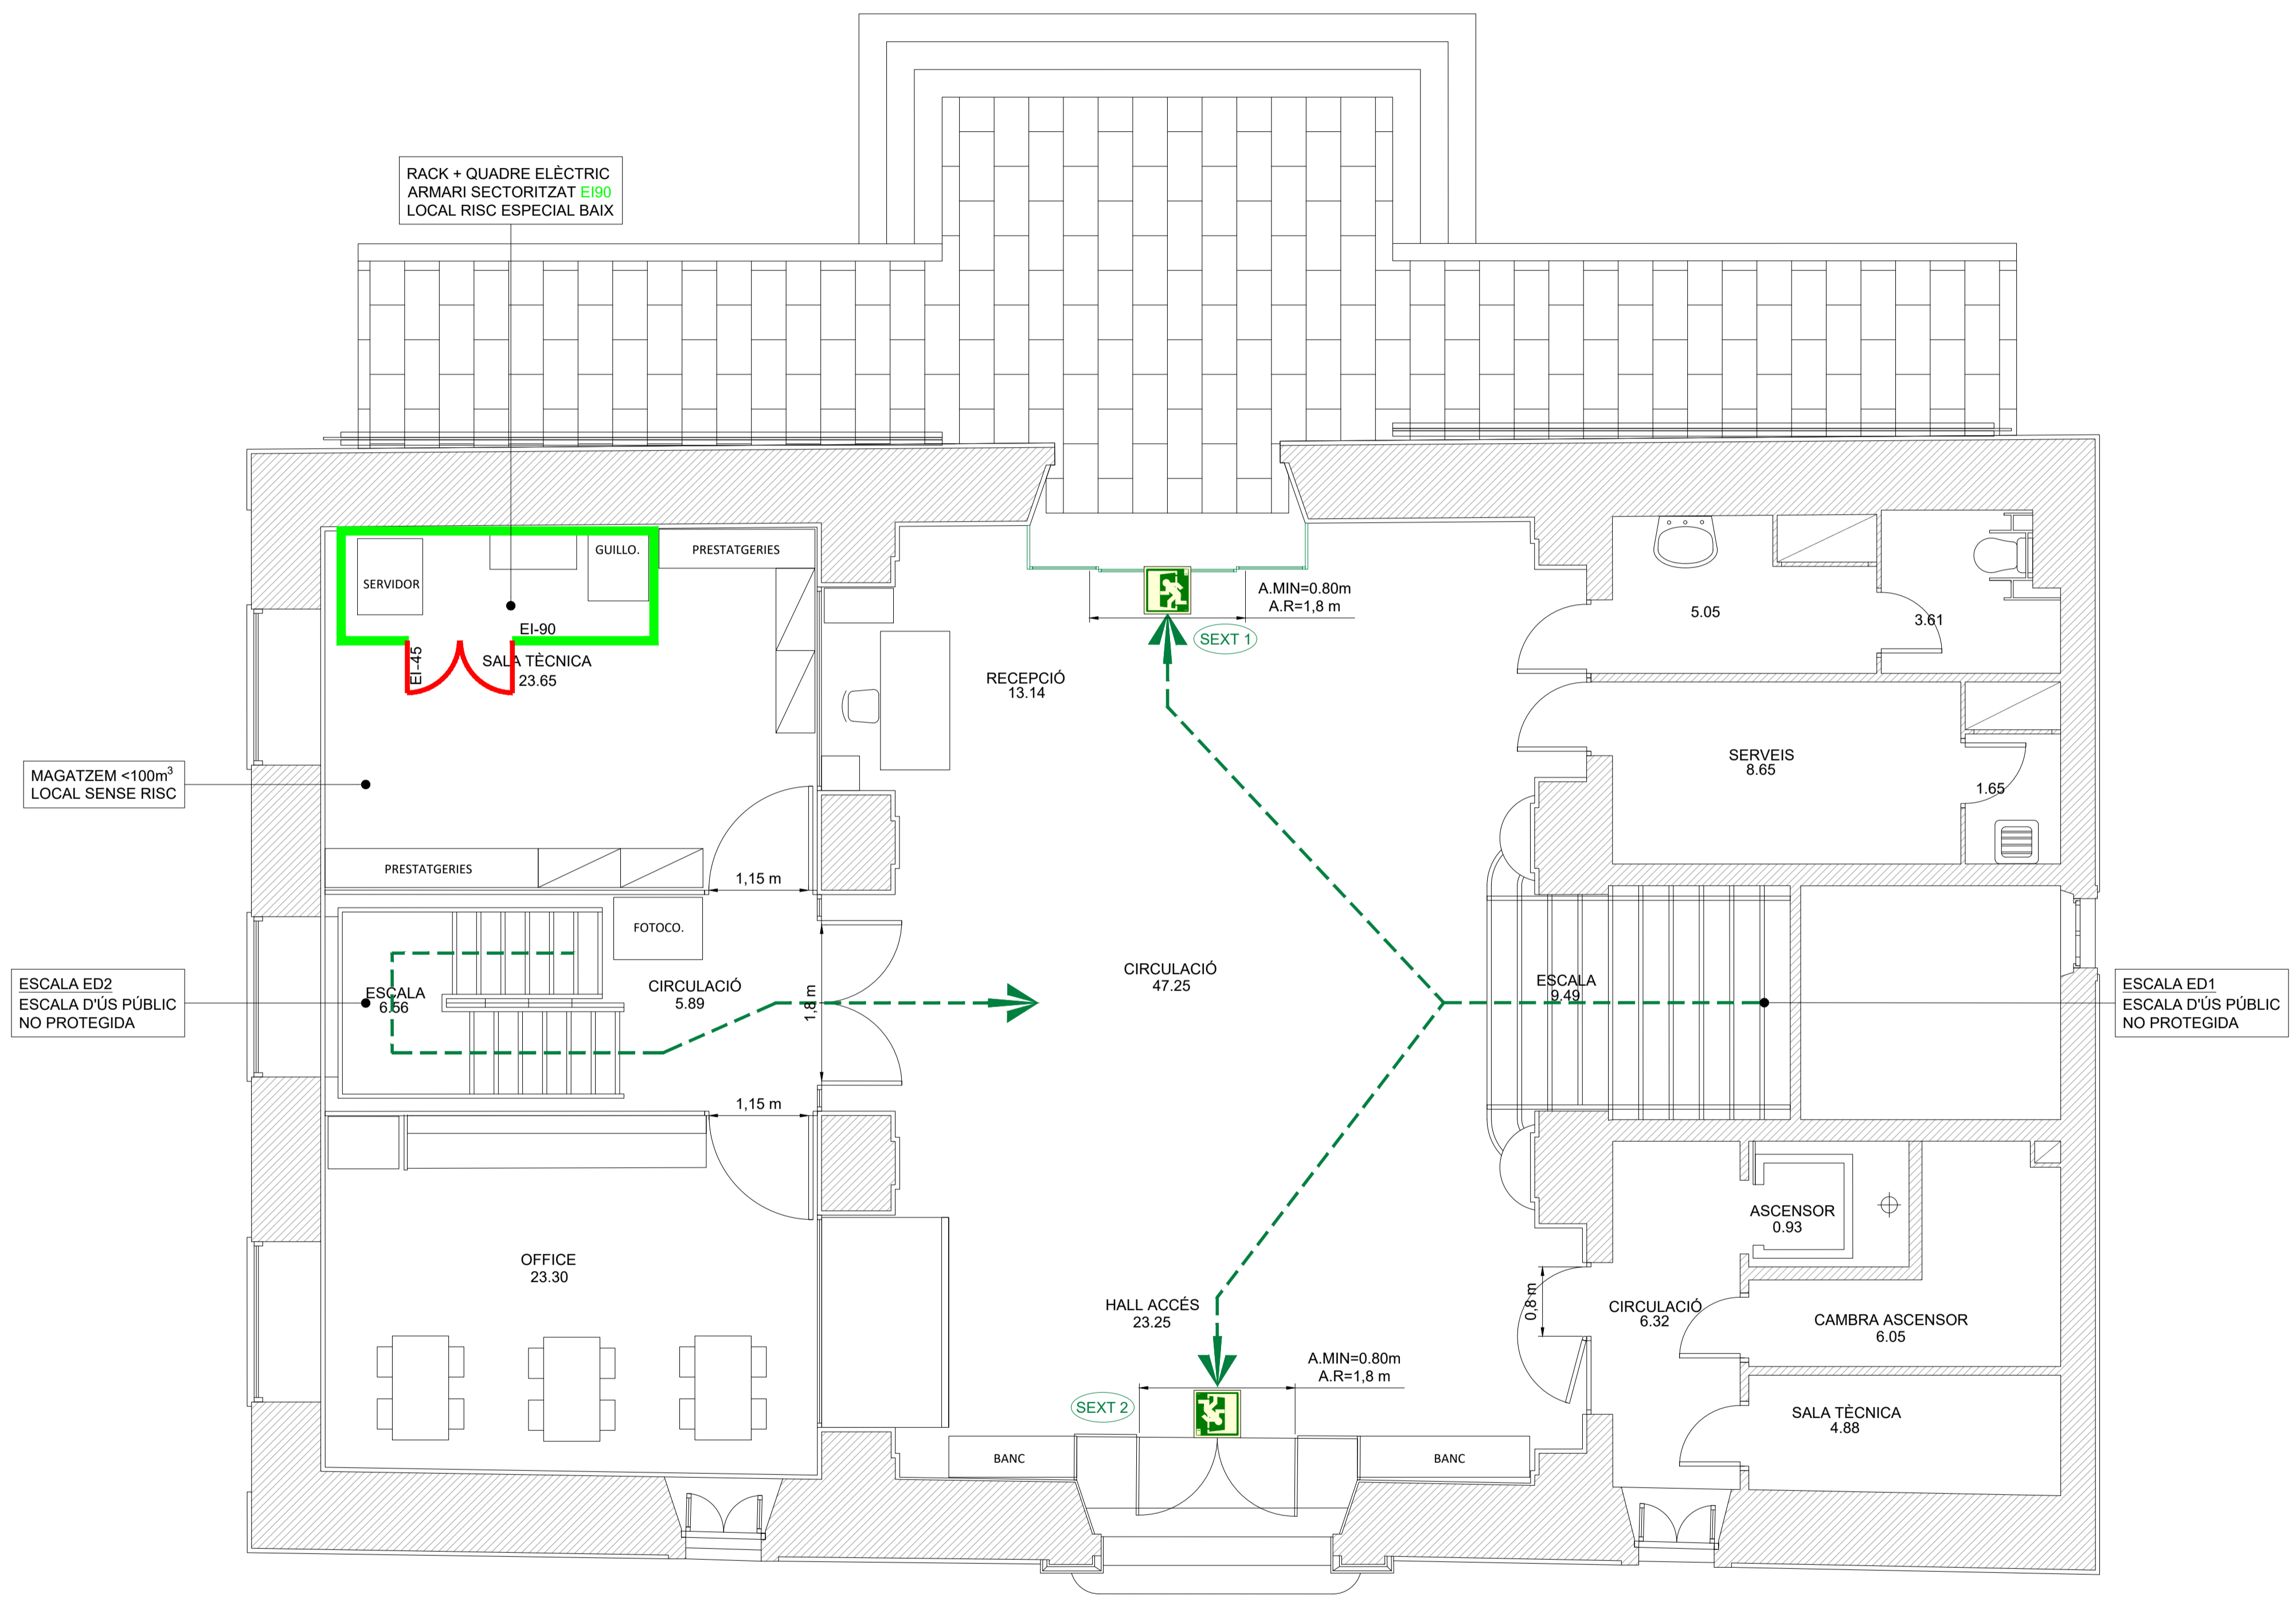 RACK + QUADRE ELÈCTRIC
ARMARI SECTORITZAT EI90
LOCAL RISC ESPECIAL BAIX
SERVIDOR
GUILLO.
PRESTATGERIES
EI-90
EI-45
SALA TÈCNICA
23.65
MAGATZEM <100m³
LOCAL SENSE RISC
PRESTATGERIES
1,15 m
FOTOCO.
ESCALA ED2
ESCALA D'ÚS PÚBLIC
NO PROTEGIDA
ESCALA
6.56
CIRCULACIÓ
5.89
1,8 m
1,15 m
OFFICE
23.30
RECEPCIÓ
13.14
A.MIN=0.80m
A.R=1,8 m
SEXT 1
CIRCULACIÓ
47.25
HALL ACCÉS
23.25
A.MIN=0.80m
A.R=1,8 m
SEXT 2
BANC
BANC
5.05
3.61
SERVEIS
8.65
1.65
ESCALA
9.49
ESCALA ED1
ESCALA D'ÚS PÚBLIC
NO PROTEGIDA
ASCENSOR
0.93
0,8 m
CIRCULACIÓ
6.32
CAMBRA ASCENSOR
6.05
SALA TÈCNICA
4.88